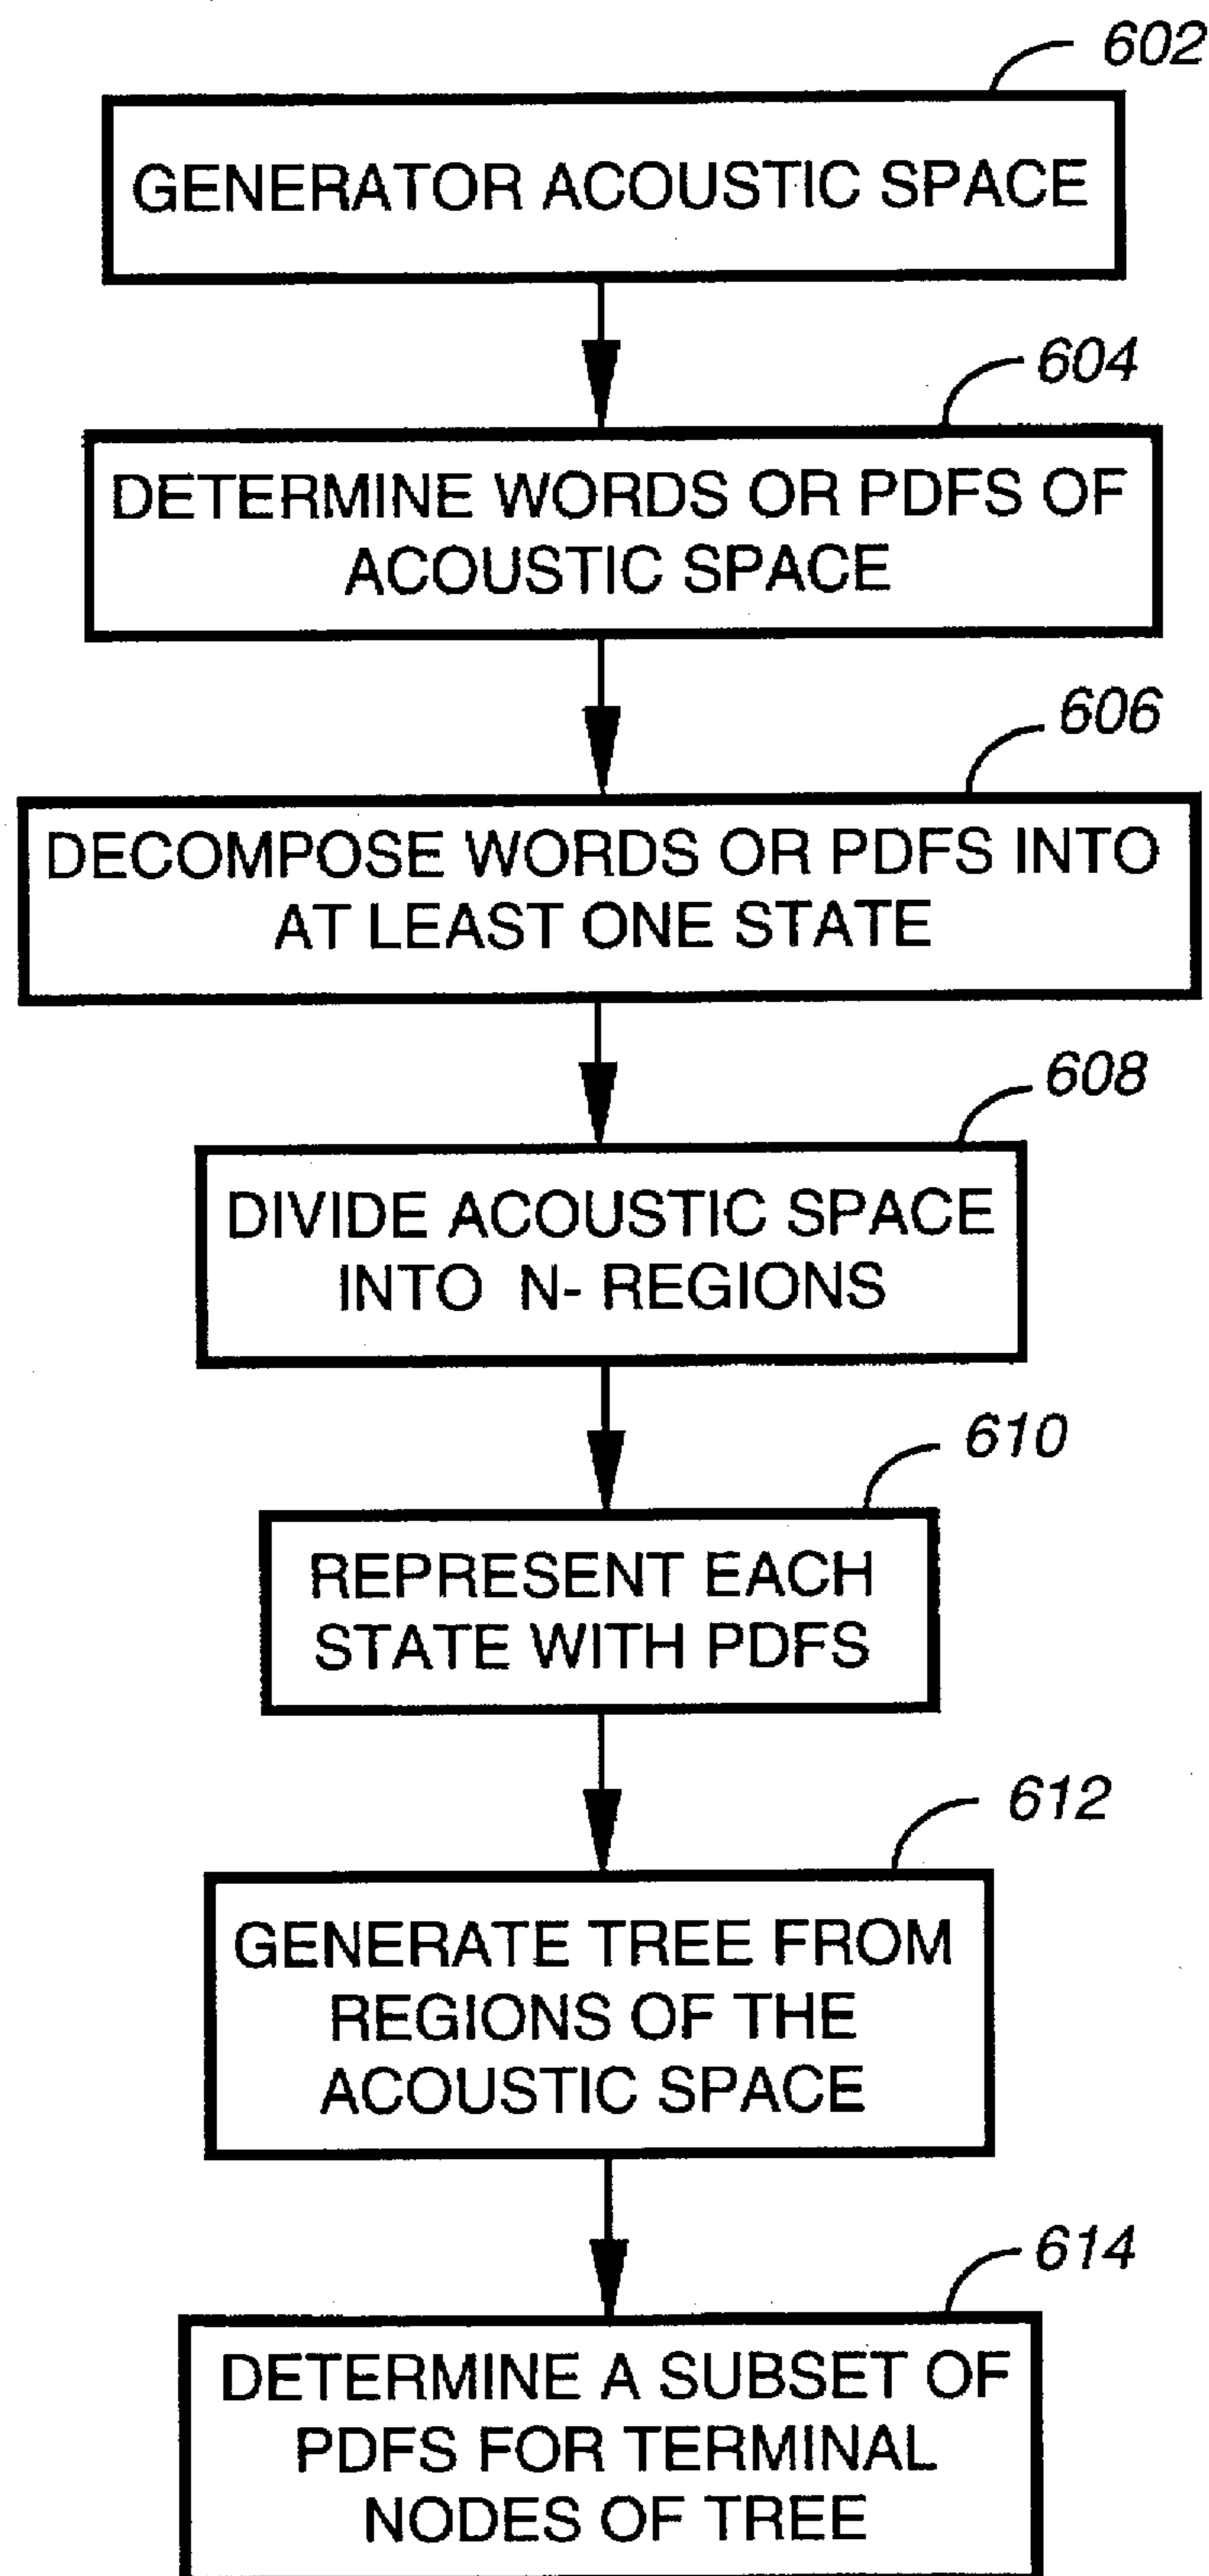 602
GENERATOR ACOUSTIC SPACE
604
DETERMINE WORDS OR PDFS OF
ACOUSTIC SPACE
606
DECOMPOSE WORDS OR PDFS INTO
AT LEAST ONE STATE
608
DIVIDE ACOUSTIC SPACE
INTO N- REGIONS
610
REPRESENT EACH
STATE WITH PDFS
612
GENERATE TREE FROM
REGIONS OF THE
ACOUSTIC SPACE
614
DETERMINE A SUBSET OF
PDFS FOR TERMINAL
NODES OF TREE